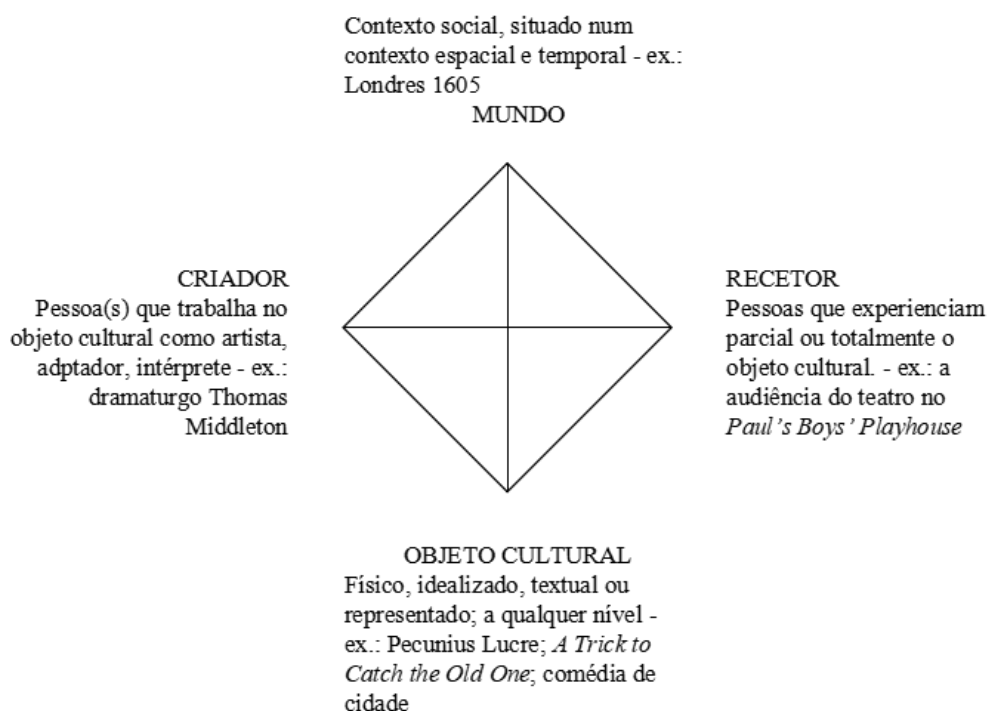 Contexto social, situado num
contexto espacial e temporal - ex.:
Londres 1605
MUNDO
CRIADOR
Pessoa(s) que trabalha no
objeto cultural como artista,
adptador, intérprete - ex.:
dramaturgo Thomas
Middleton
RECETOR
Pessoas que experienciam
parcial ou totalmente o
objeto cultural. - ex.: a
audiência do teatro no
Paul's Boys' Playhouse
OBJETO CULTURAL
Físico, idealizado, textual ou
representado; a qualquer nível -
ex.: Pecunius Lucre; A Trick to
Catch the Old One; comédia de
cidade